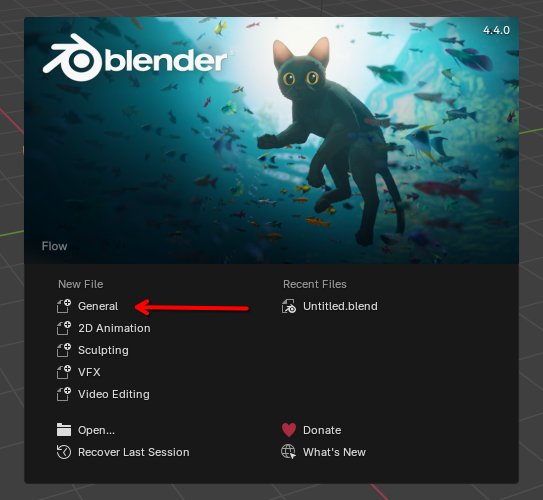 4.4.0
blender
Flow
New File
General
2D Animation
Sculpting
VFX
Video Editing
Open...
Recover Last Session
Recent Files
Untitled.blend
Donate
What's New